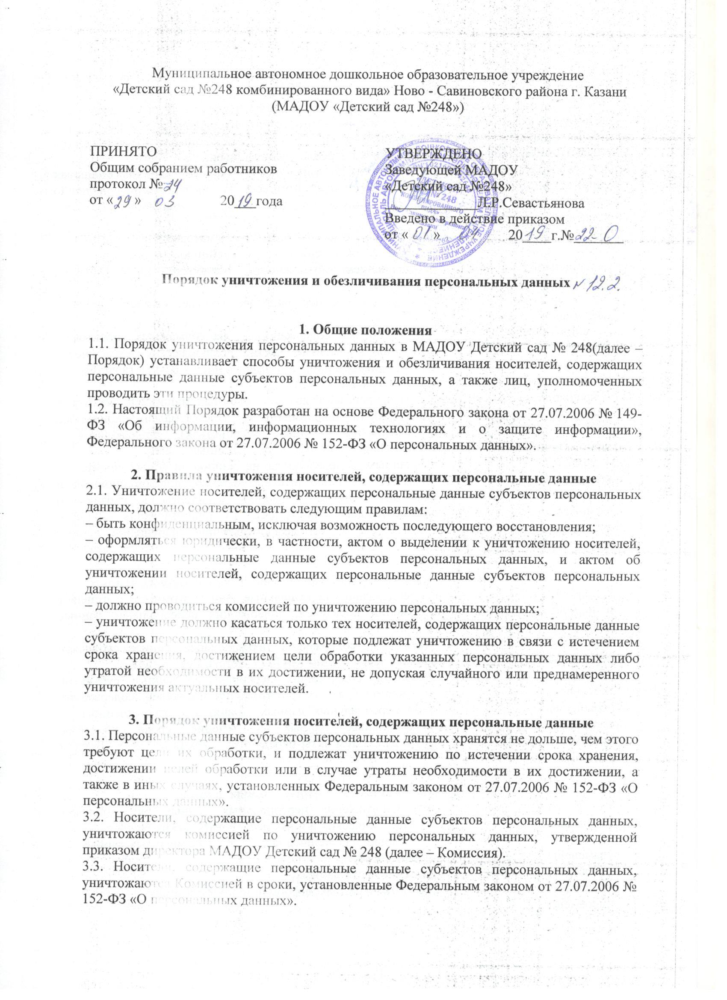 Муниципальное автономное дошкольное образовательное учреждение
«Детский сад №248 комбинированного вида» Ново - Савиновского района г. Казани
(МАДОУ «Детский сад №248»)
ПРИНЯТО
Общим собранием работников
протокол №
от «29» 03 2019 года
УТВЕРЖДЕНО
Заведующей МАДОУ
«Детский сад №248»
Л.Р.Севастьянова
Введено в действие приказом
от «01» 04 2019 г.№ 22-О
Порядок уничтожения и обезличивания персональных данных № 12.2.
1. Общие положения
1.1. Порядок уничтожения персональных данных в МАДОУ Детский сад № 248(далее –
Порядок) устанавливает способы уничтожения и обезличивания носителей, содержащих
персональные данные субъектов персональных данных, а также лиц, уполномоченных
проводить эти процедуры.
1.2. Настоящий Порядок разработан на основе Федерального закона от 27.07.2006 № 149-
ФЗ «Об информации, информационных технологиях и о защите информации»,
Федерального закона от 27.07.2006 № 152-ФЗ «О персональных данных».
2. Правила уничтожения носителей, содержащих персональные данные
2.1. Уничтожение носителей, содержащих персональные данные субъектов персональных
данных, должно соответствовать следующим правилам:
– быть конфиденциальным, исключая возможность последующего восстановления;
– оформляться юридически, в частности, актом о выделении к уничтожению носителей,
содержащих персональные данные субъектов персональных данных, и актом об
уничтожении носителей, содержащих персональные данные субъектов персональных
данных;
– должно проводиться комиссией по уничтожению персональных данных;
– уничтожение должно касаться только тех носителей, содержащих персональные данные
субъектов персональных данных, которые подлежат уничтожению в связи с истечением
срока хранения, достижением цели обработки указанных персональных данных либо
утратой необходимости в их достижении, не допуская случайного или преднамеренного
уничтожения актуальных носителей.
3. Порядок уничтожения носителей, содержащих персональные данные
3.1. Персональные данные субъектов персональных данных хранятся не дольше, чем этого
требуют цели их обработки, и подлежат уничтожению по истечении срока хранения,
достижении целей обработки или в случае утраты необходимости в их достижении, а
также в иных случаях, установленных Федеральным законом от 27.07.2006 № 152-ФЗ «О
персональных данных».
3.2. Носители, содержащие персональные данные субъектов персональных данных,
уничтожаются комиссией по уничтожению персональных данных, утвержденной
приказом директора МАДОУ Детский сад № 248 (далее – Комиссия).
3.3. Носители, содержащие персональные данные субъектов персональных данных,
уничтожаются Комиссией в сроки, установленные Федеральным законом от 27.07.2006 №
152-ФЗ «О персональных данных».